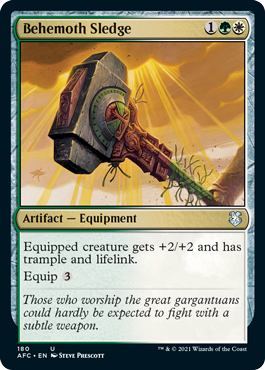 Behemoth Sledge 1
Artifact — Equipment
Equipped creature gets +2/+2 and has
trample and lifelink.
Equip 3
Those who worship the great gargantuans
could hardly be expected to fight with a
subtle weapon.
180 U
AFC • EN Steve Prescott ™ & © 2021 Wizards of the Coast